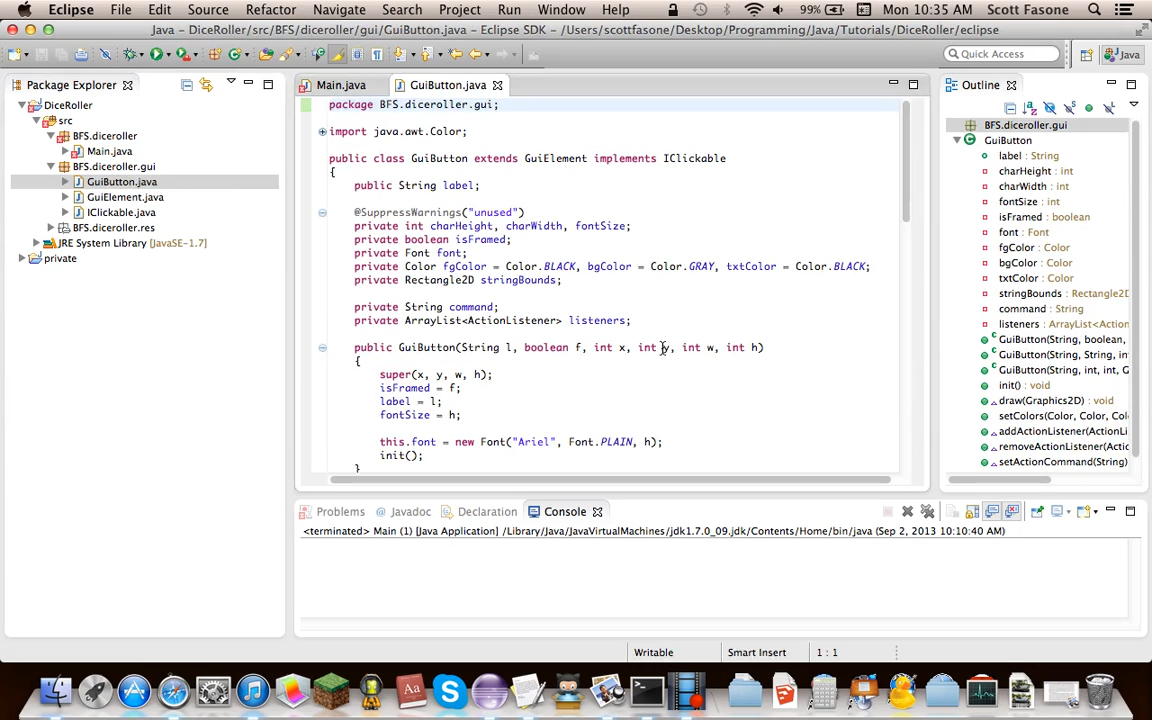 Eclipse File Edit Source Refactor Navigate Search Project Run Window Help 99% Mon 10:35 AM Scott Fasone
Java - DiceRoller/src/BFS/diceroller/gui/GuiButton.java - Eclipse SDK - /Users/scottfasone/Desktop/Programming/Java/Tutorials/DiceRoller/eclipse
Quick Access Java
Package Explorer
DiceRoller
src
BFS.diceroller
Main.java
BFS.diceroller.gui
GuiButton.java
GuiElement.java
IClickable.java
BFS.diceroller.res
JRE System Library [JavaSE-1.7]
private
Main.java GuiButton.java
package BFS.diceroller.gui;
import java.awt.Color;
public class GuiButton extends GuiElement implements IClickable
{
public String label;
@SuppressWarnings("unused")
private int charHeight, charWidth, fontSize;
private boolean isFramed;
private Font font;
private Color fgColor = Color.BLACK, bgColor = Color.GRAY, txtColor = Color.BLACK;
private Rectangle2D stringBounds;
private String command;
private ArrayList<ActionListener> listeners;
public GuiButton(String l, boolean f, int x, int y, int w, int h)
{
super(x, y, w, h);
isFramed = f;
label = l;
fontSize = h;
this.font = new Font("Ariel", Font.PLAIN, h);
init();
}
Outline
BFS.diceroller.gui
GuiButton
label : String
charHeight : int
charWidth : int
fontSize : int
isFramed : boolean
font : Font
fgColor : Color
bgColor : Color
txtColor : Color
stringBounds : Rectangle2D
command : String
listeners : ArrayList<Action
GuiButton(String, boolean,
GuiButton(String, String, int
GuiButton(String, int, int, G
init() : void
draw(Graphics2D) : void
setColors(Color, Color, Col
addActionListener(Action
removeActionListener(Act
setActionCommand(String)
Problems Javadoc Declaration Console
<terminated> Main (1) [Java Application] /Library/Java/JavaVirtualMachines/jdk1.7.0_09.jdk/Contents/Home/bin/java (Sep 2, 2013 10:10:40 AM)
Writable Smart Insert 1 : 1